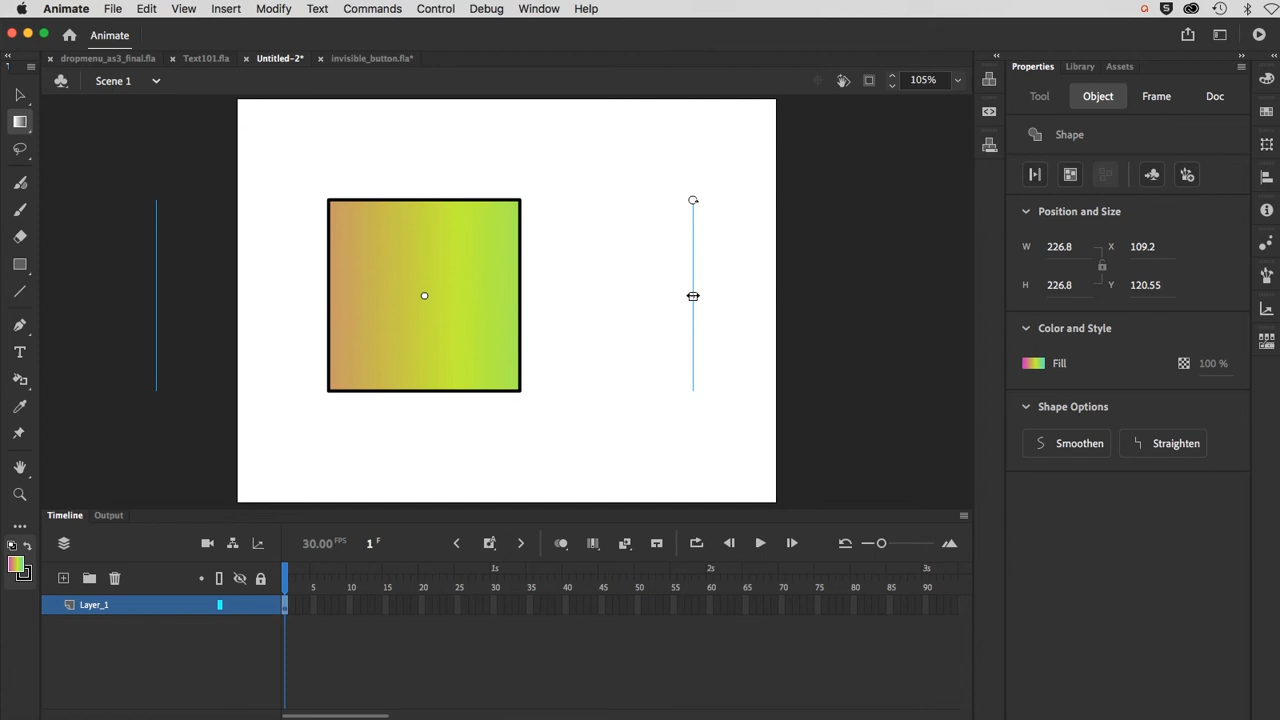 Animate File Edit View Insert Modify Text Commands Control Debug Window Help
Animate
dropmenu_as3_final.fla Text101.fla Untitled-2* invisible_button.fla*
Scene 1 105%
Properties Library Assets
Tool Object Frame Doc
Shape
Position and Size
W 226.8 X 109.2
H 226.8 Y 120.55
Color and Style
Fill 100 %
Shape Options
Smoothen Straighten
Timeline Output
30.00 FPS 1 F
1s 2s 3s
5 10 15 20 25 30 35 40 45 50 55 60 65 70 75 80 85 90
Layer_1